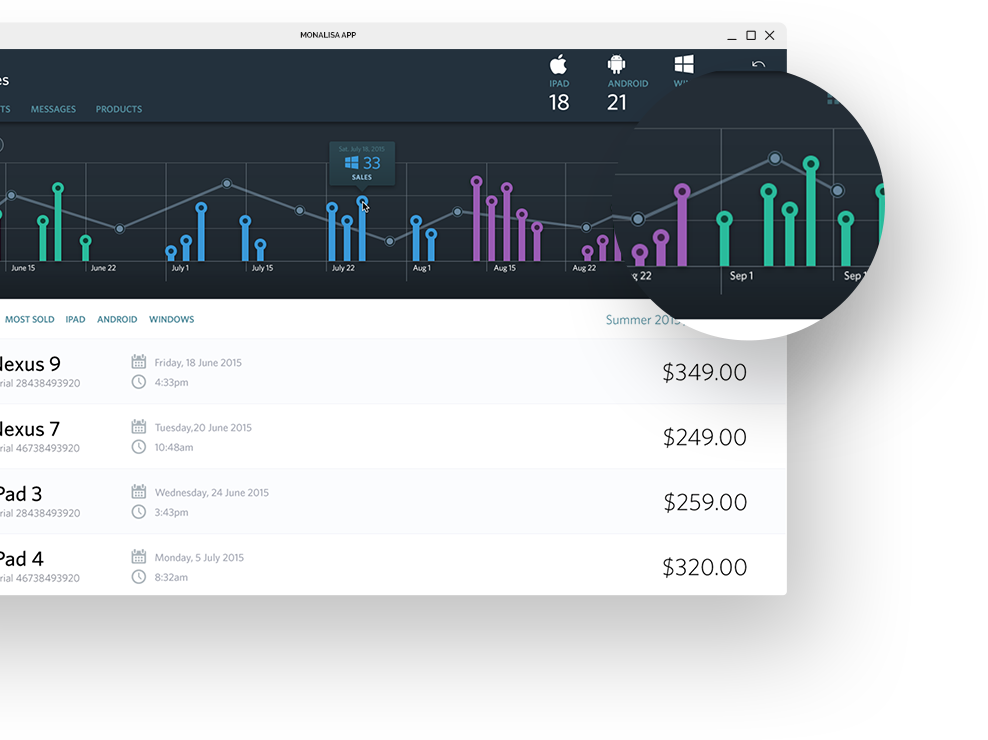 MONALISA APP
es
IPAD
ANDROID
WI
18
21
TS MESSAGES PRODUCTS
Sat. July 18, 2015
33
SALES
June 15
June 22
July 1
July 15
July 22
Aug 1
Aug 15
Aug 22
g 22
Sep 1
Sep 1
MOST SOLD IPAD ANDROID WINDOWS
Summer 2015
Nexus 9
rial 28438493920
Friday, 18 June 2015
4:33pm
$349.00
Nexus 7
rial 46738493920
Tuesday,20 June 2015
10:48am
$249.00
Pad 3
rial 28438493920
Wednesday, 24 June 2015
3:43pm
$259.00
Pad 4
rial 46738493920
Monday, 5 July 2015
8:32am
$320.00